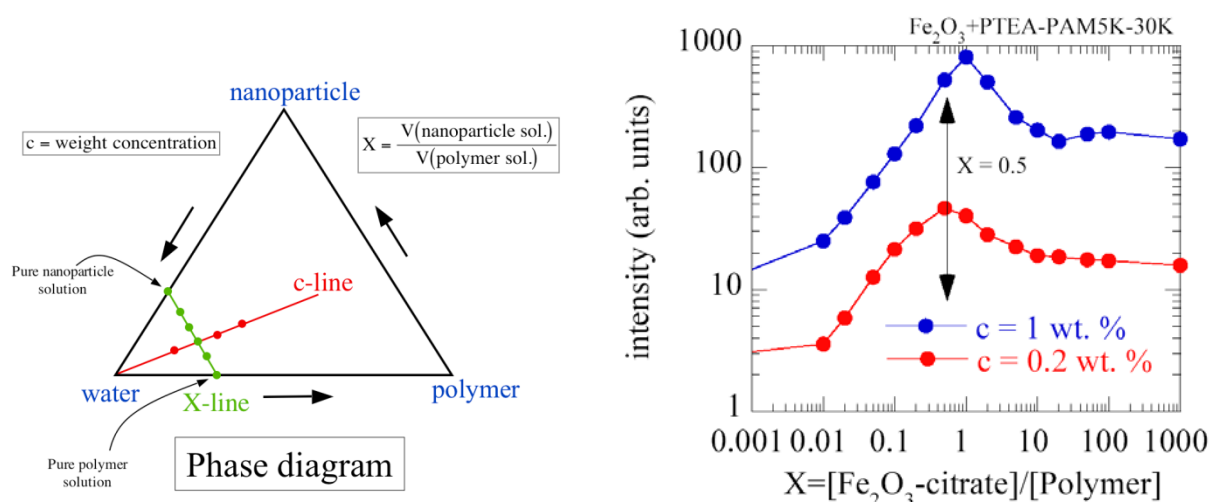 nanoparticle
c = weight concentration
X = V(nanoparticle sol.) / V(polymer sol.)
Pure nanoparticle
solution
c-line
water
X-line
polymer
Pure polymer
solution
Phase diagram
Fe₂O₃+PTEA-PAM5K-30K
intensity (arb. units)
1000
100
10
1
X = 0.5
c = 1 wt. %
c = 0.2 wt. %
0.001 0.01 0.1 1 10 100 1000
X=[Fe₂O₃-citrate]/[Polymer]